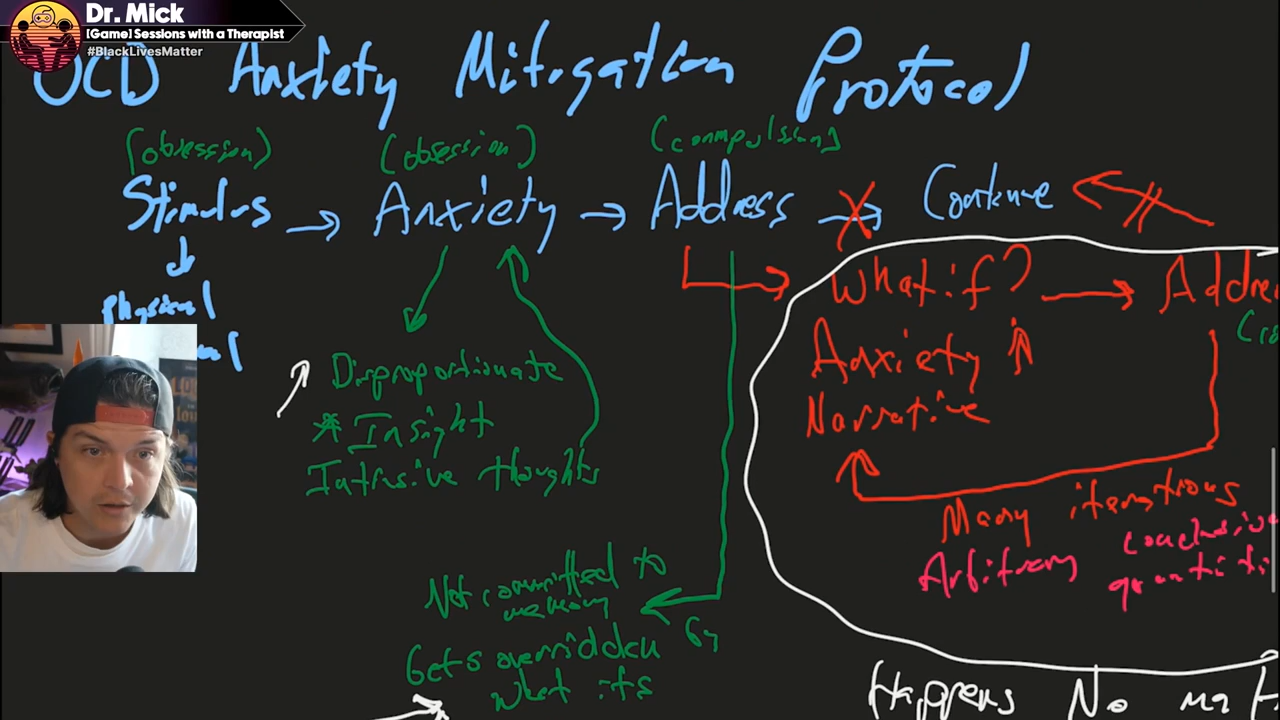 Dr. Mick
[Game] Sessions with a Therapist
#BlackLivesMatter
OCD Anxiety Mitigation Protocol
(obsession) (obsession) (compulsion)
Stimulus → Anxiety → Address → Continue
Physical
What if? → Addre
Anxiety ↑
Narrative
Disproportionate
* Insight
Intrusive thoughts
Many iterations
Arbitrary
Not committed to
memory
Gets overridden by
what ifs
Happens No mat